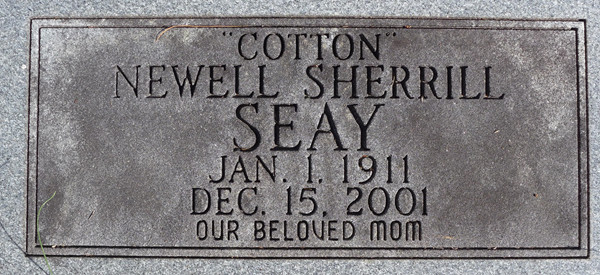 "COTTON"
NEWELL SHERRILL
SEAY
JAN. 1. 1911
DEC. 15. 2001
OUR BELOVED MOM